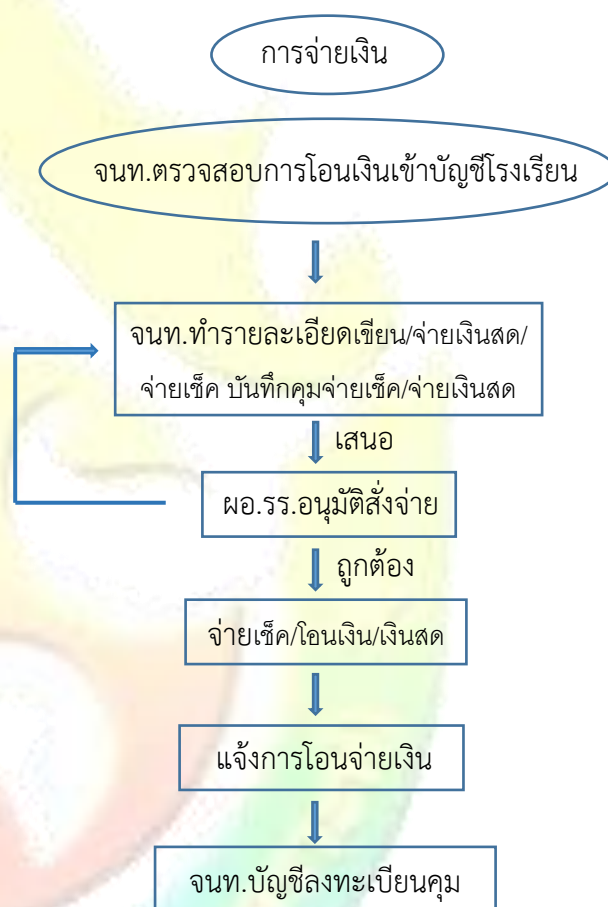 การจ่ายเงิน
จนท.ตรวจสอบการโอนเงินเข้าบัญชีโรงเรียน
จนท.ทำรายละเอียดเขียน/จ่ายเงินสด/
จ่ายเช็ค บันทึกคุมจ่ายเช็ค/จ่ายเงินสด
เสนอ
ผอ.รร.อนุมัติสั่งจ่าย
ถูกต้อง
จ่ายเช็ค/โอนเงิน/เงินสด
แจ้งการโอนจ่ายเงิน
จนท.บัญชีลงทะเบียนคุม